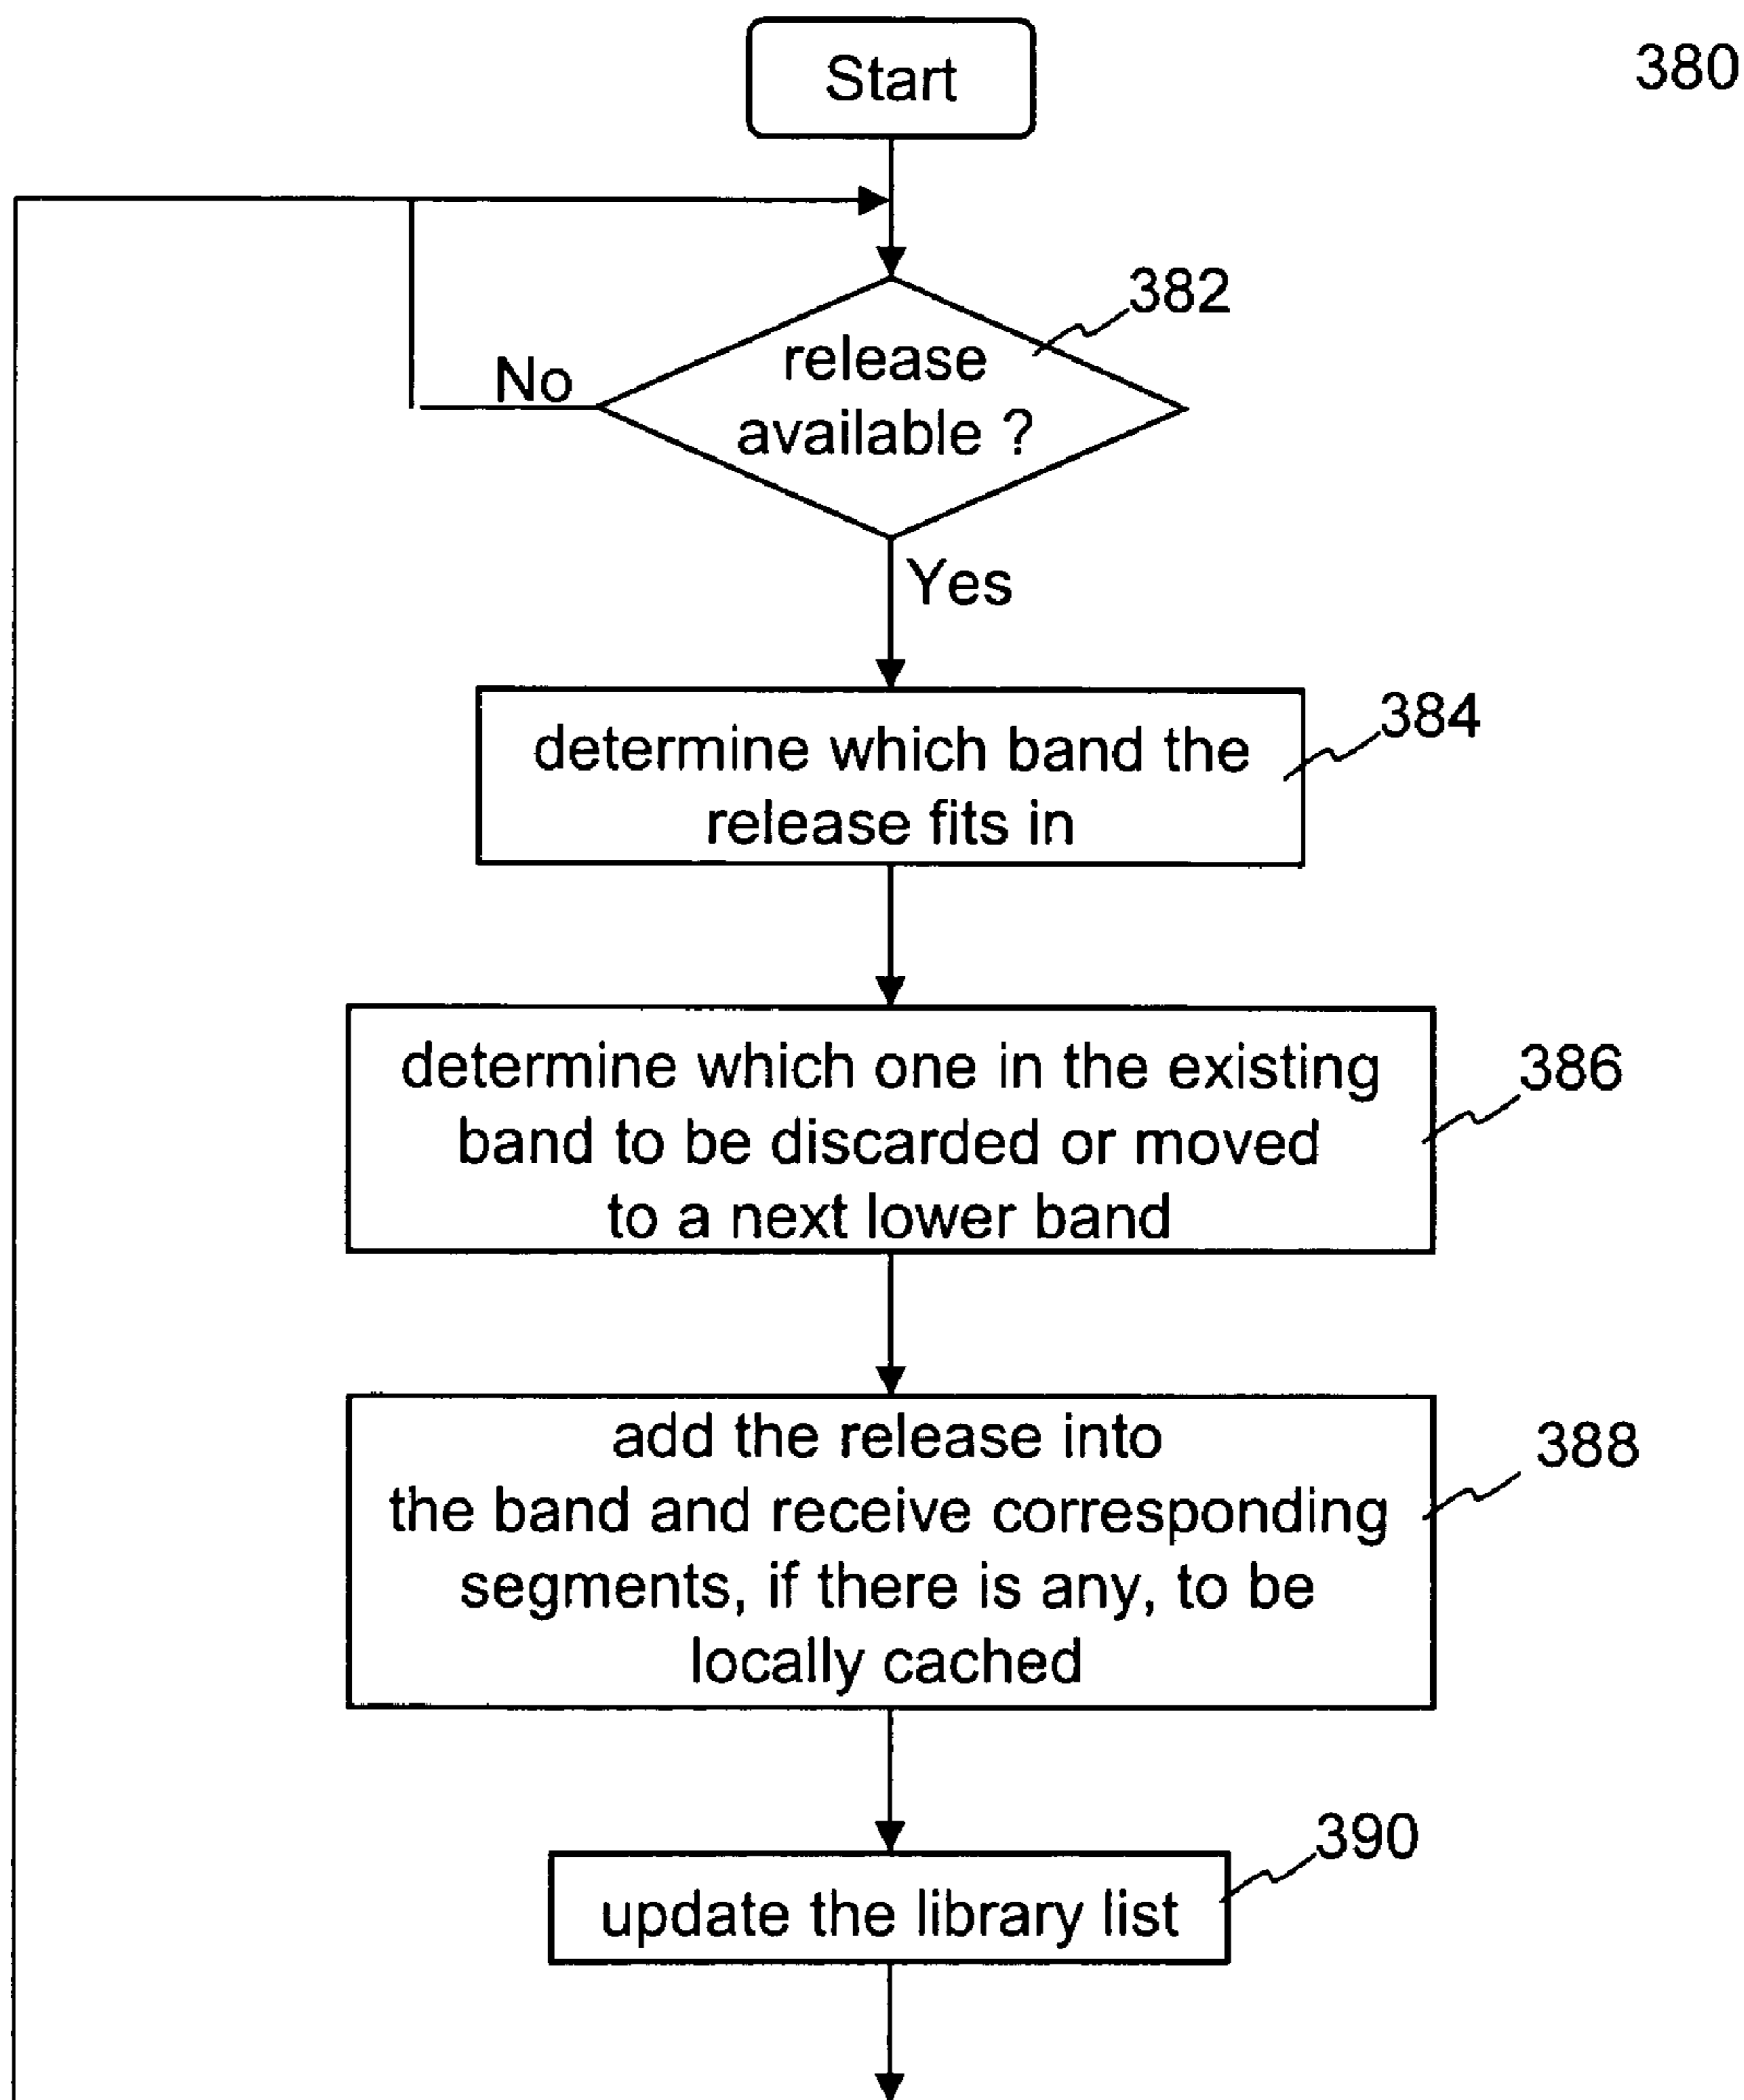 Start
380
382
release
available ?
No
Yes
384
determine which band the
release fits in
386
determine which one in the existing
band to be discarded or moved
to a next lower band
388
add the release into
the band and receive corresponding
segments, if there is any, to be
locally cached
390
update the library list